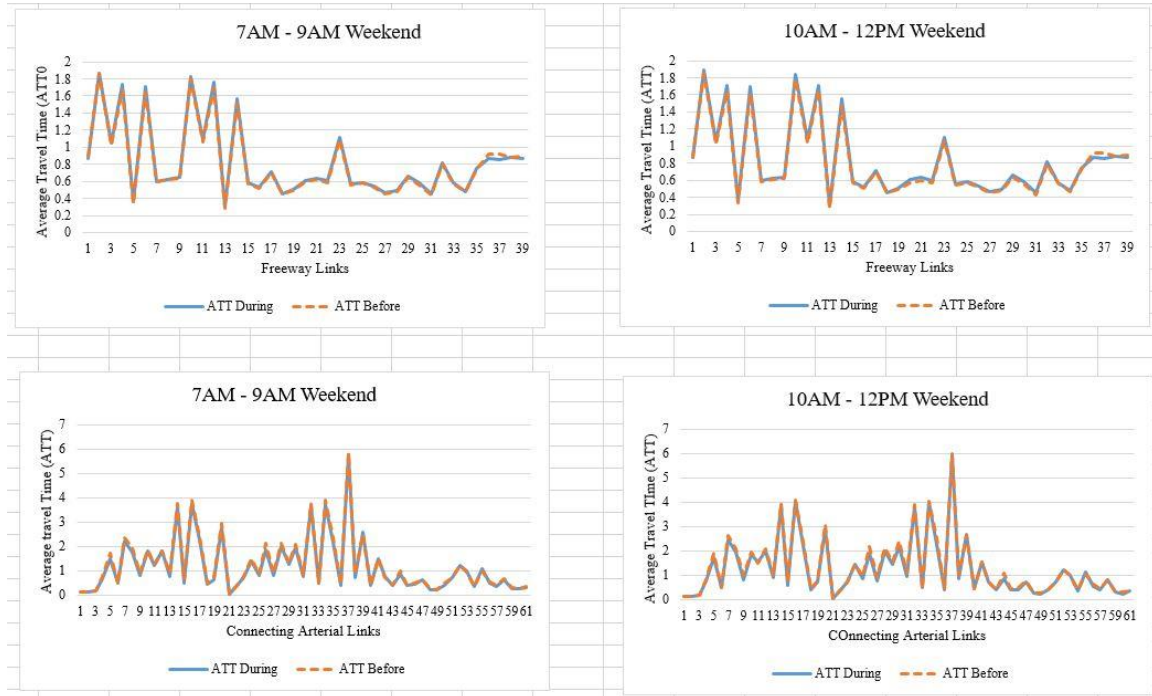 7AM - 9AM Weekend
Average Travel Time (ATT0
2
1.8
1.6
1.4
1.2
1
0.8
0.6
0.4
0.2
0
1 3 5 7 9 11 13 15 17 19 21 23 25 27 29 31 33 35 37 39
Freeway Links
ATT During ATT Before
10AM - 12PM Weekend
Average Travel Time (ATT)
2
1.8
1.6
1.4
1.2
1
0.8
0.6
0.4
0.2
0
1 3 5 7 9 11 13 15 17 19 21 23 25 27 29 31 33 35 37 39
Freeway Links
ATT During ATT Before
7AM - 9AM Weekend
Average travel Time (ATT)
7
6
5
4
3
2
1
0
1 3 5 7 9 11 13 15 17 19 21 23 25 27 29 31 33 35 37 39 41 43 45 47 49 51 53 55 57 59 61
Connecting Arterial Links
ATT During ATT Before
10AM - 12PM Weekend
Average Travel TIme (ATT)
7
6
5
4
3
2
1
0
1 3 5 7 9 11 13 15 17 19 21 23 25 27 29 31 33 35 37 39 41 43 45 47 49 51 53 55 57 59 61
COnnecting Arterial Links
ATT During ATT Before